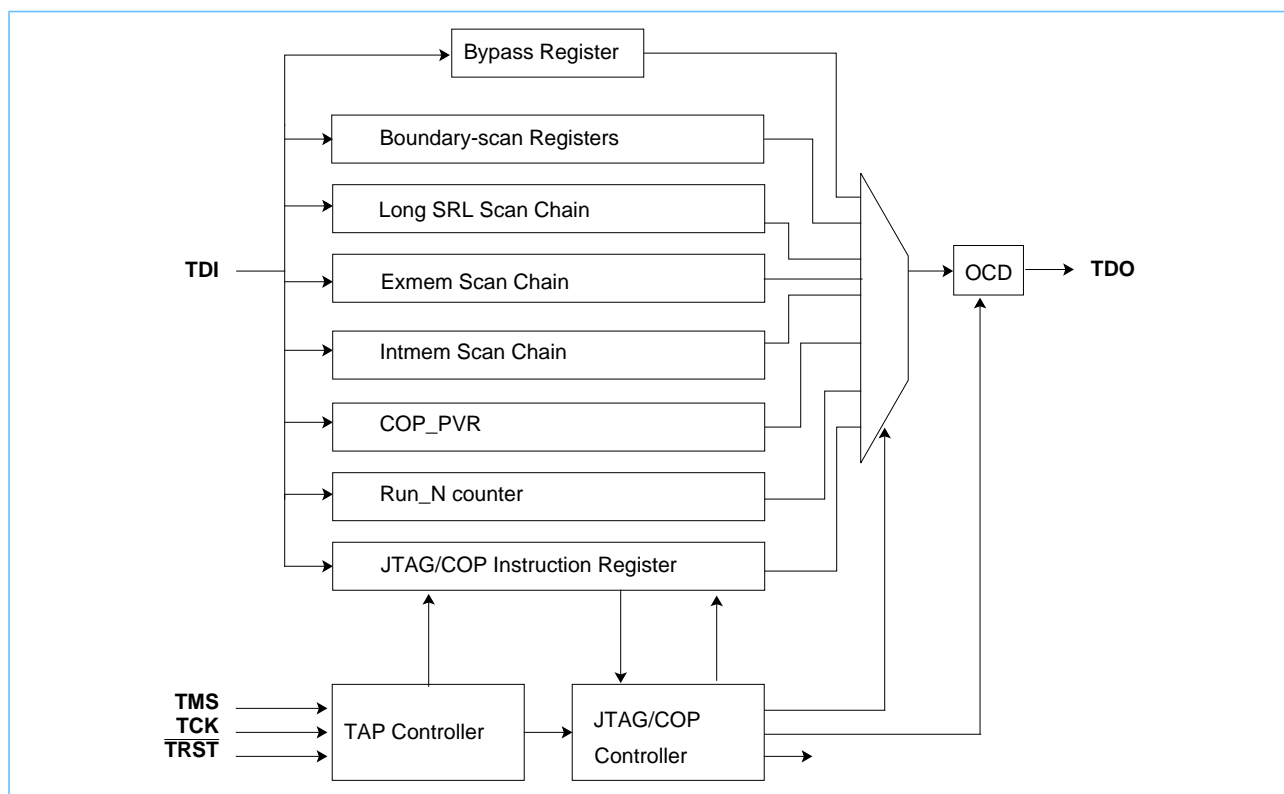 Bypass Register
Boundary-scan Registers
Long SRL Scan Chain
TDI
Exmem Scan Chain
OCD
TDO
Intmem Scan Chain
COP_PVR
Run_N counter
JTAG/COP Instruction Register
TMS
TCK
TRST
TAP Controller
JTAG/COP
Controller